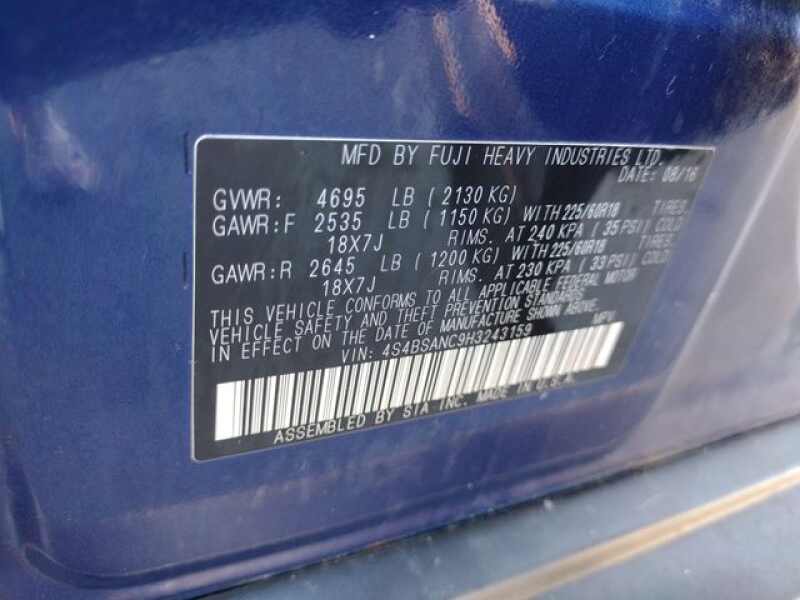 MFD BY FUJI HEAVY INDUSTRIES LTD.
DATE: 08/16
GVWR: 4695 LB (2130 KG)
GAWR:F 2535 LB (1150 KG) WITH 225/60R18 TIRES
18X7J RIMS. AT 240 KPA (35 PSI) COLD
GAWR:R 2645 LB (1200 KG) WITH 225/60R18 TIRES
18X7J RIMS. AT 230 KPA (33 PSI) COLD
THIS VEHICLE CONFORMS TO ALL APPLICABLE FEDERAL MOTOR
VEHICLE SAFETY AND THEFT PREVENTION STANDARDS
IN EFFECT ON THE DATE OF MANUFACTURE SHOWN ABOVE.
VIN: 4S4BSANC9H3243159 MPV
ASSEMBLED BY SIA INC. MADE IN U.S.A.